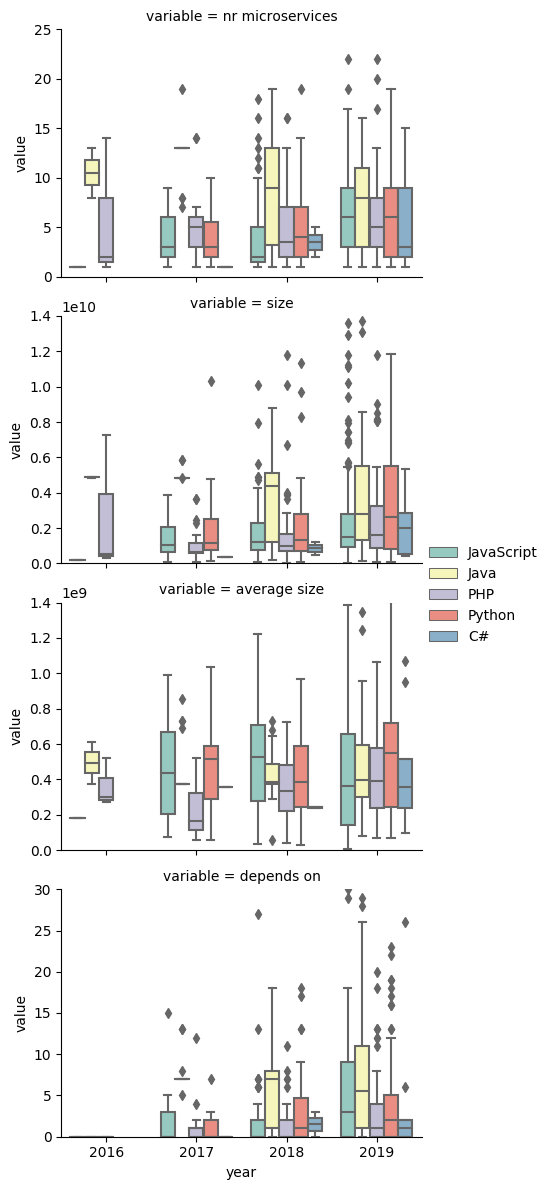 variable = nr microservices
25
20
15
10
5
0
value
variable = size
1e10
1.4
1.2
1.0
0.8
0.6
0.4
0.2
0.0
value
JavaScript
Java
PHP
Python
C#
variable = average size
1e9
1.4
1.2
1.0
0.8
0.6
0.4
0.2
0.0
value
variable = depends on
30
25
20
15
10
5
0
value
2016 2017 2018 2019
year